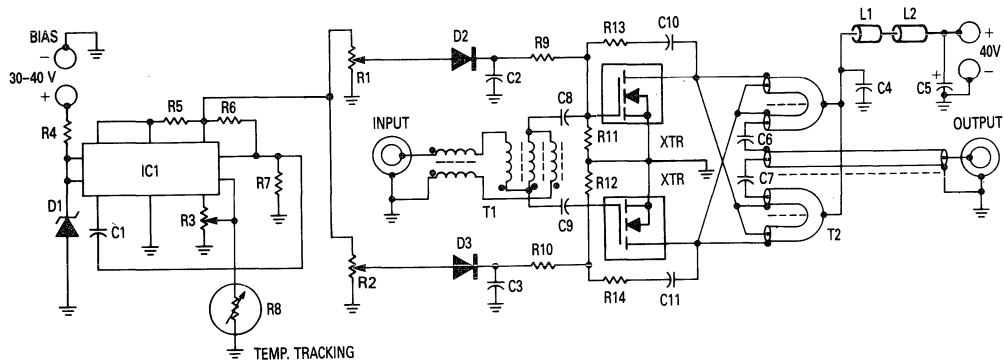 BIAS
−
30–40 V
+
R4
D1
C1
IC1
R5
R6
R7
R3
R8
TEMP. TRACKING
R1
R2
D2
C2
R9
D3
C3
R10
INPUT
T1
C8
C9
R11
R12
R13
C10
XTR
XTR
R14
C11
C6
C7
T2
L1
L2
C4
+
C5
+
40V
−
OUTPUT